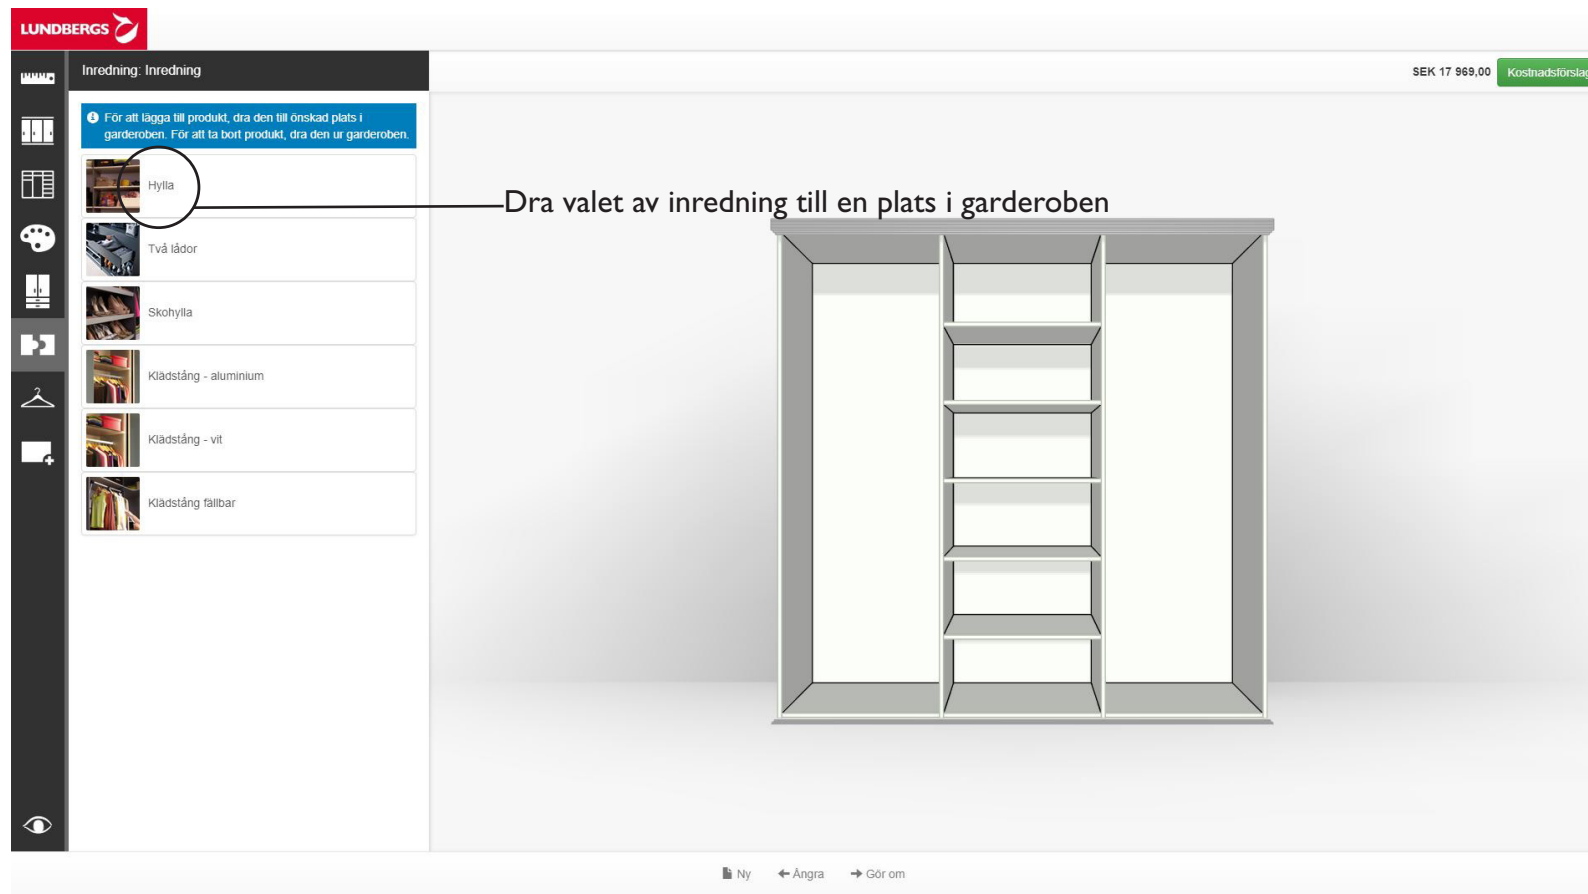 LUNDBERGS
Inredning: Inredning
SEK 17 969,00
Kostnadsförslag
För att lägga till produkt, dra den till önskad plats i
garderoben. För att ta bort produkt, dra den ur garderoben.
Hylla
Dra valet av inredning till en plats i garderoben
Två lådor
Skohylla
Klädstång - aluminium
Klädstång - vit
Klädstång fällbar
Ny
Ångra
Gör om